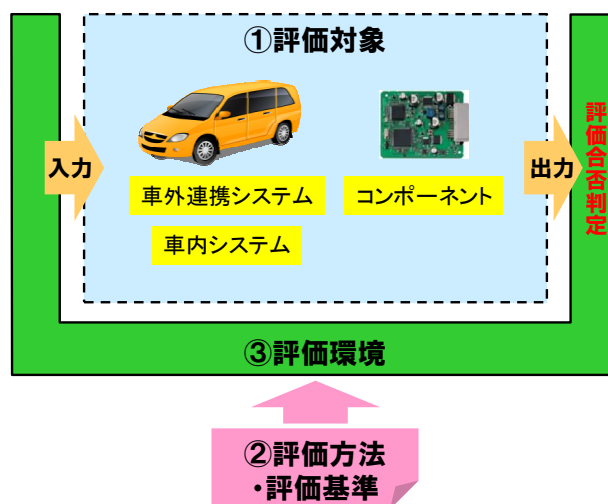 ①評価対象
入力
出力
評価合否判定
車外連携システム
コンポーネント
車内システム
③評価環境
②評価方法
・評価基準